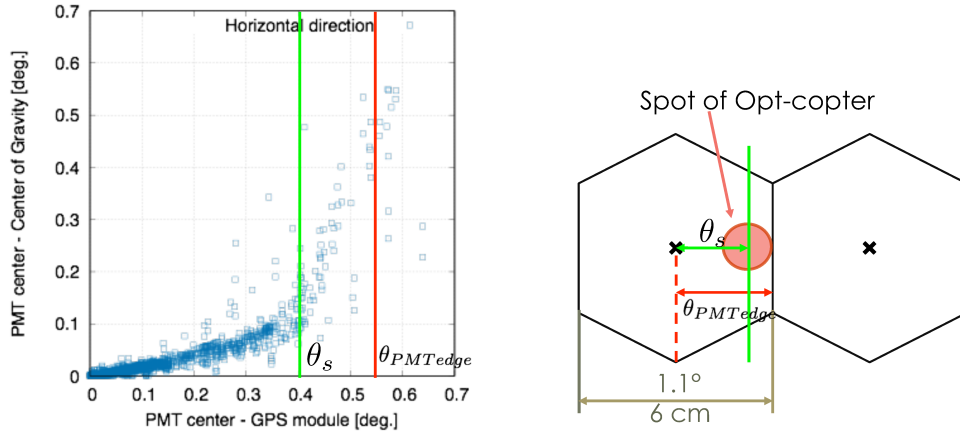 0.7
0.6
0.5
0.4
0.3
0.2
0.1
0
PMT center - Center of Gravity [deg.]
Horizontal direction
θs
θPMTedge
0 0.1 0.2 0.3 0.4 0.5 0.6 0.7
PMT center - GPS module [deg.]
Spot of Opt-copter
θs
θPMTedge
1.1°
6 cm